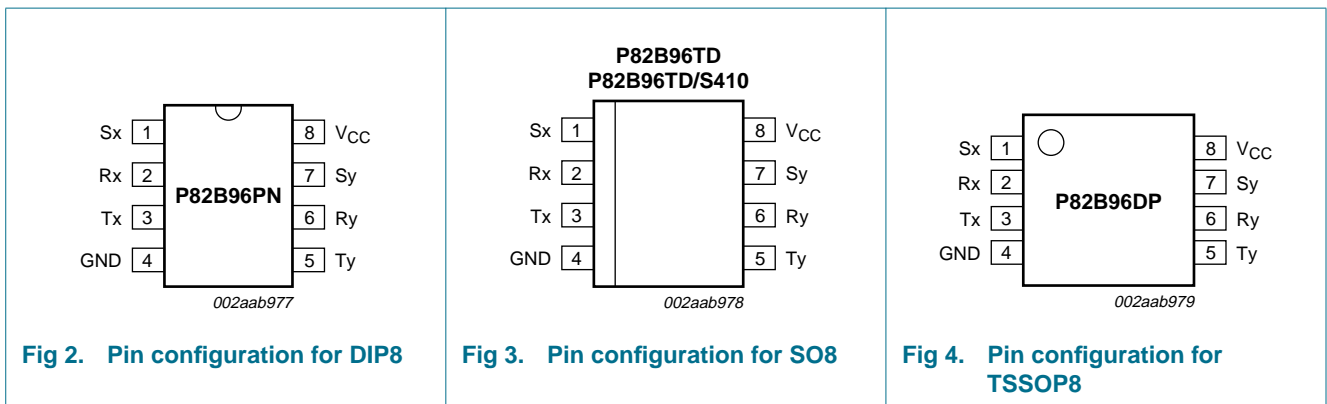 Sx 1
Rx 2
Tx 3
GND 4
P82B96PN
8 VCC
7 Sy
6 Ry
5 Ty
002aab977
Fig 2. Pin configuration for DIP8
P82B96TD
P82B96TD/S410
Sx 1
Rx 2
Tx 3
GND 4
8 VCC
7 Sy
6 Ry
5 Ty
002aab978
Fig 3. Pin configuration for SO8
Sx 1
Rx 2
Tx 3
GND 4
P82B96DP
8 VCC
7 Sy
6 Ry
5 Ty
002aab979
Fig 4. Pin configuration for
TSSOP8